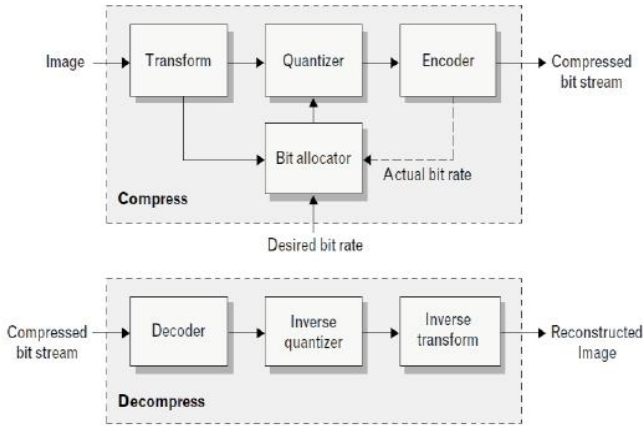 Image
Transform
Quantizer
Encoder
Compressed
bit stream
Bit allocator
Actual bit rate
Compress
Desired bit rate
Compressed
bit stream
Decoder
Inverse
quantizer
Inverse
transform
Reconstructed
Image
Decompress